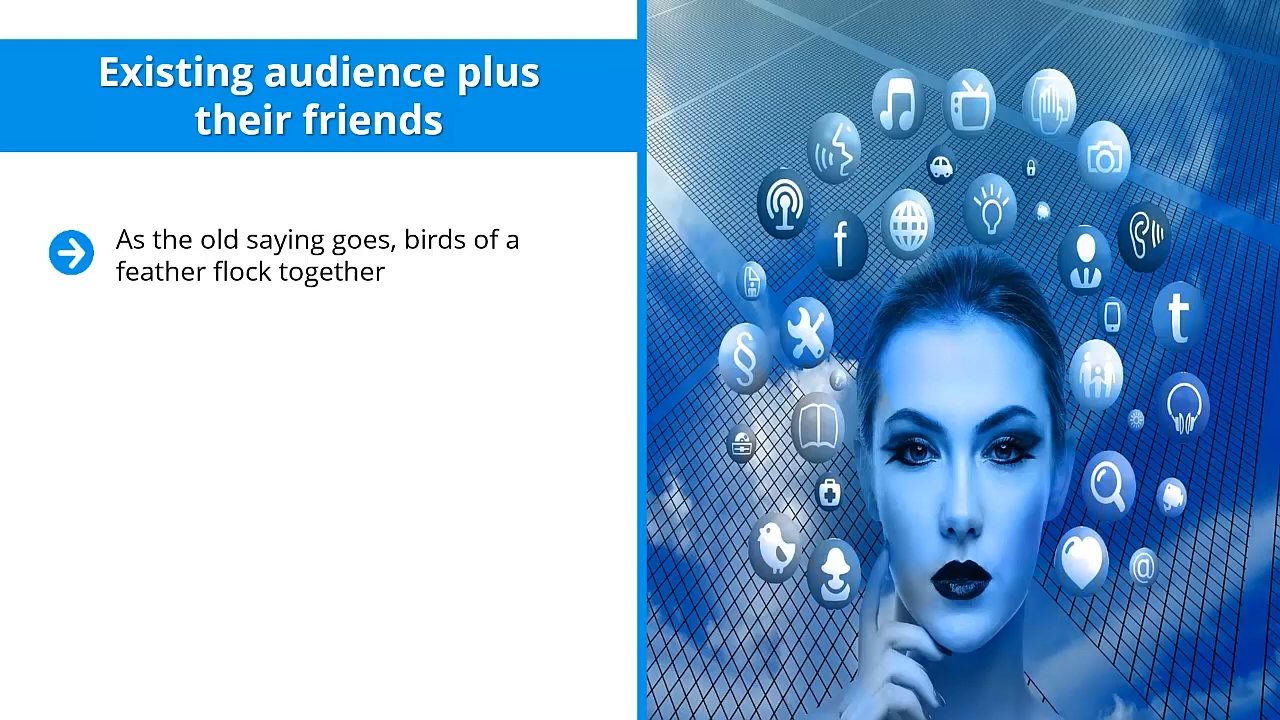 Existing audience plus
their friends
As the old saying goes, birds of a
feather flock together
f
t
§
@